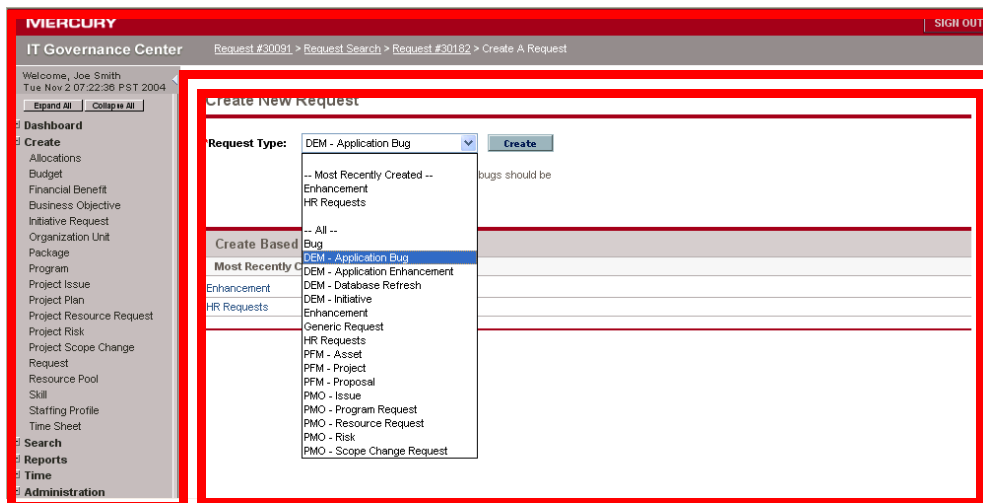 MERCURY
SIGN OUT
IT Governance Center
Request #30091 > Request Search > Request #30182 > Create A Request
Welcome, Joe Smith
Tue Nov 2 07:22:36 PST 2004
Expand All Collapse All
Dashboard
Create
Allocations
Budget
Financial Benefit
Business Objective
Initiative Request
Organization Unit
Package
Program
Project Issue
Project Plan
Project Resource Request
Project Risk
Project Scope Change
Request
Resource Pool
Skill
Staffing Profile
Time Sheet
Search
Reports
Time
Administration
Create New Request
*Request Type: DEM - Application Bug Create
bugs should be
-- Most Recently Created --
Enhancement
HR Requests
-- All --
Bug
DEM - Application Bug
DEM - Application Enhancement
DEM - Database Refresh
DEM - Initiative
Enhancement
Generic Request
HR Requests
PFM - Asset
PFM - Project
PFM - Proposal
PMO - Issue
PMO - Program Request
PMO - Resource Request
PMO - Risk
PMO - Scope Change Request
Create Based
Most Recently C
Enhancement
HR Requests